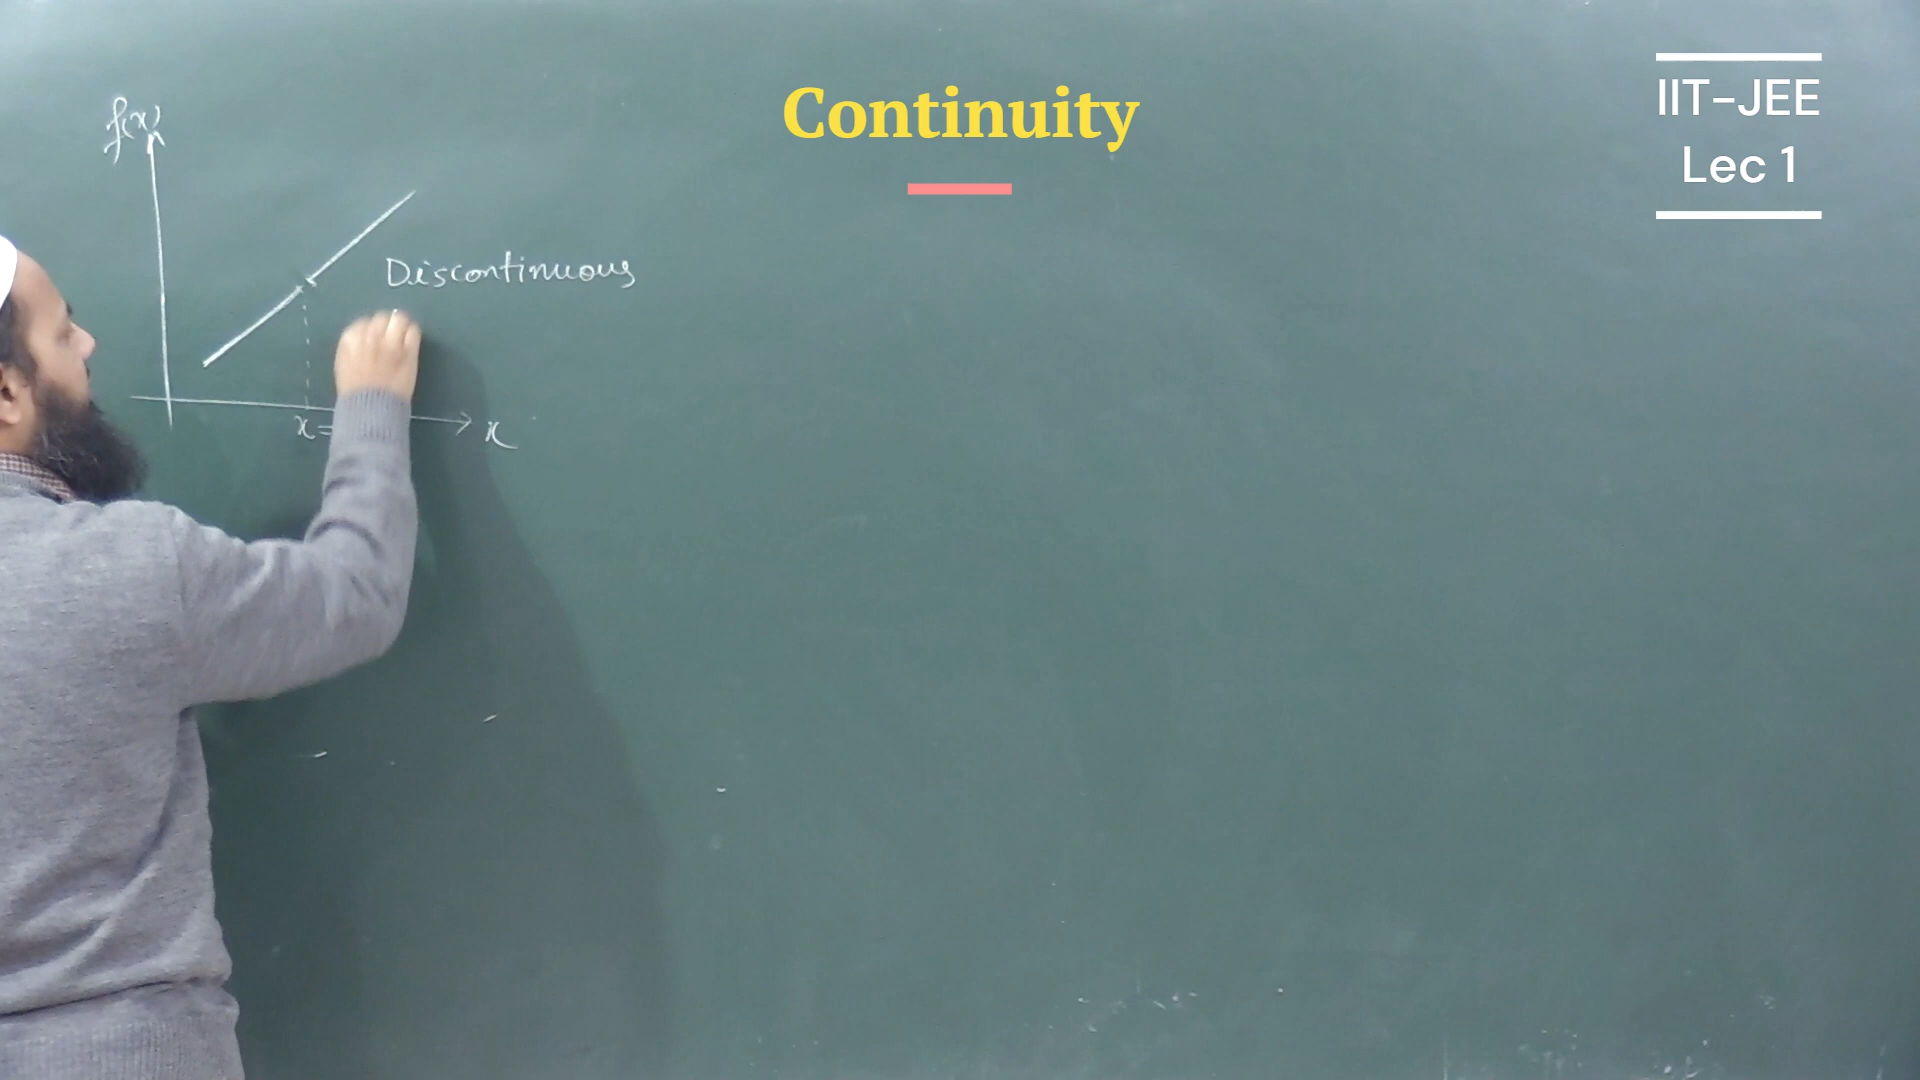 Continuity
IIT-JEE
Lec 1
f(x)
Discontinuous
x=
x